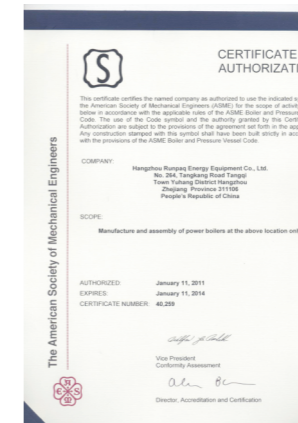 S
CERTIFICATE
AUTHORIZATI
This certificate certifies the named company as authorized to use the indicated s
the American Society of Mechanical Engineers (ASME) for the scope of activity
below in accordance with the applicable rules of the ASME Boiler and Pressure
Code. The use of the Code symbol and the authority granted by this Certi
Authorization are subject to the provisions of the agreement set forth in the app
Any construction stamped with this symbol shall have been built strictly in acc
with the provisions of the ASME Boiler and Pressure Vessel Code.
COMPANY:
Hangzhou Runpaq Energy Equipment Co., Ltd.
No. 264, Tangkang Road Tangqi
Town Yuhang District Hangzhou
Zhejiang Province 311106
People's Republic of China
SCOPE
Manufacture and assembly of power boilers at the above location onl
AUTHORIZED: January 11, 2011
EXPIRES: January 11, 2014
CERTIFICATE NUMBER: 40,259
Vice President
Conformity Assessment
Director, Accreditation and Certification
The American Society of Mechanical Engineers